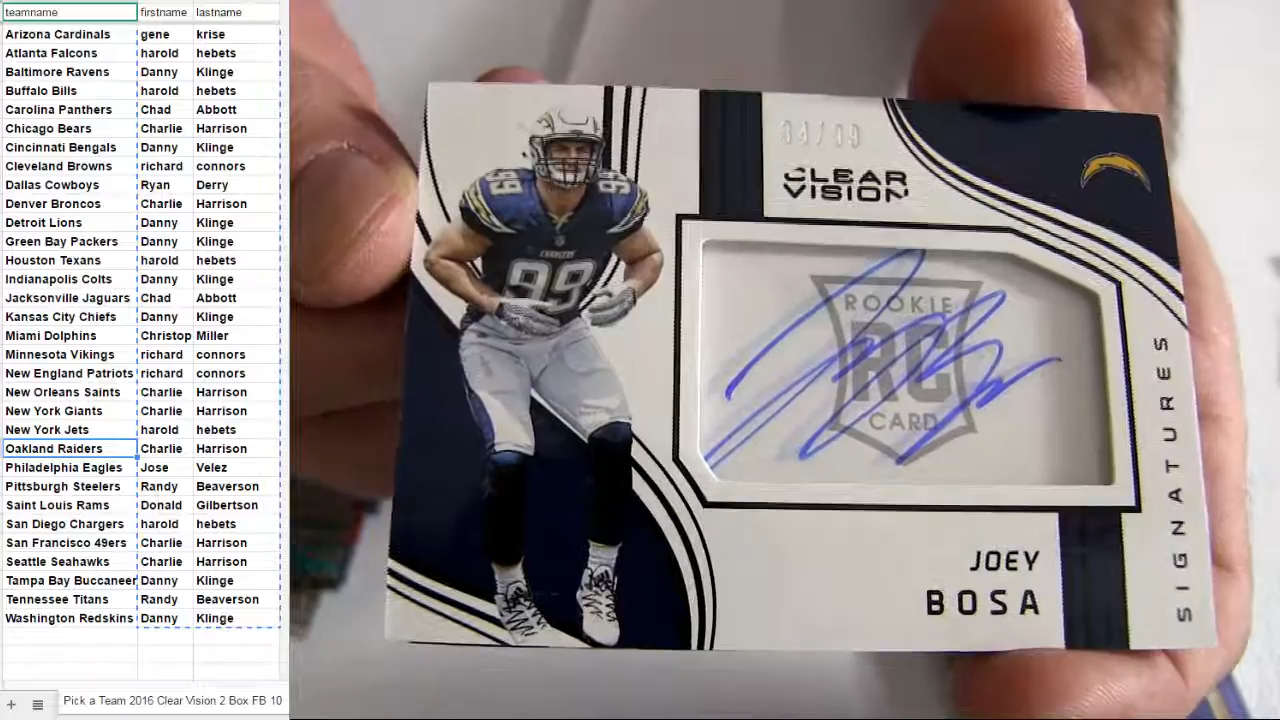 teamname firstname lastname
Arizona Cardinals gene krise
Atlanta Falcons harold hebets
Baltimore Ravens Danny Klinge
Buffalo Bills harold hebets
Carolina Panthers Chad Abbott
Chicago Bears Charlie Harrison
Cincinnati Bengals Danny Klinge
Cleveland Browns richard connors
Dallas Cowboys Ryan Derry
Denver Broncos Charlie Harrison
Detroit Lions Danny Klinge
Green Bay Packers Danny Klinge
Houston Texans harold hebets
Indianapolis Colts Danny Klinge
Jacksonville Jaguars Chad Abbott
Kansas City Chiefs Danny Klinge
Miami Dolphins Christop Miller
Minnesota Vikings richard connors
New England Patriots richard connors
New Orleans Saints Charlie Harrison
New York Giants Charlie Harrison
New York Jets harold hebets
Oakland Raiders Charlie Harrison
Philadelphia Eagles Jose Velez
Pittsburgh Steelers Randy Beaverson
Saint Louis Rams Donald Gilbertson
San Diego Chargers harold hebets
San Francisco 49ers Charlie Harrison
Seattle Seahawks Charlie Harrison
Tampa Bay Buccaneer Danny Klinge
Tennessee Titans Randy Beaverson
Washington Redskins Danny Klinge
Pick a Team 2016 Clear Vision 2 Box FB 10
CLEAR
VISION
99 99
CHARGERS
99
ROOKIE
RC
CARD
SIGNATURES
JOEY
BOSA